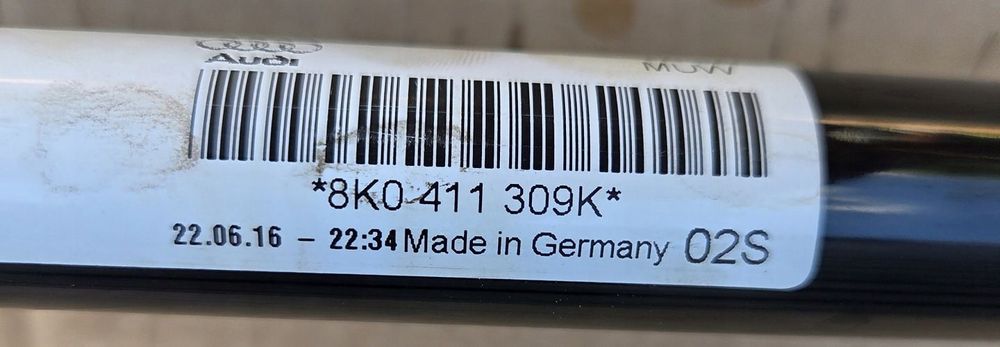 Audi MUW
*8K0 411 309K*
22.06.16 – 22:34 Made in Germany 02S